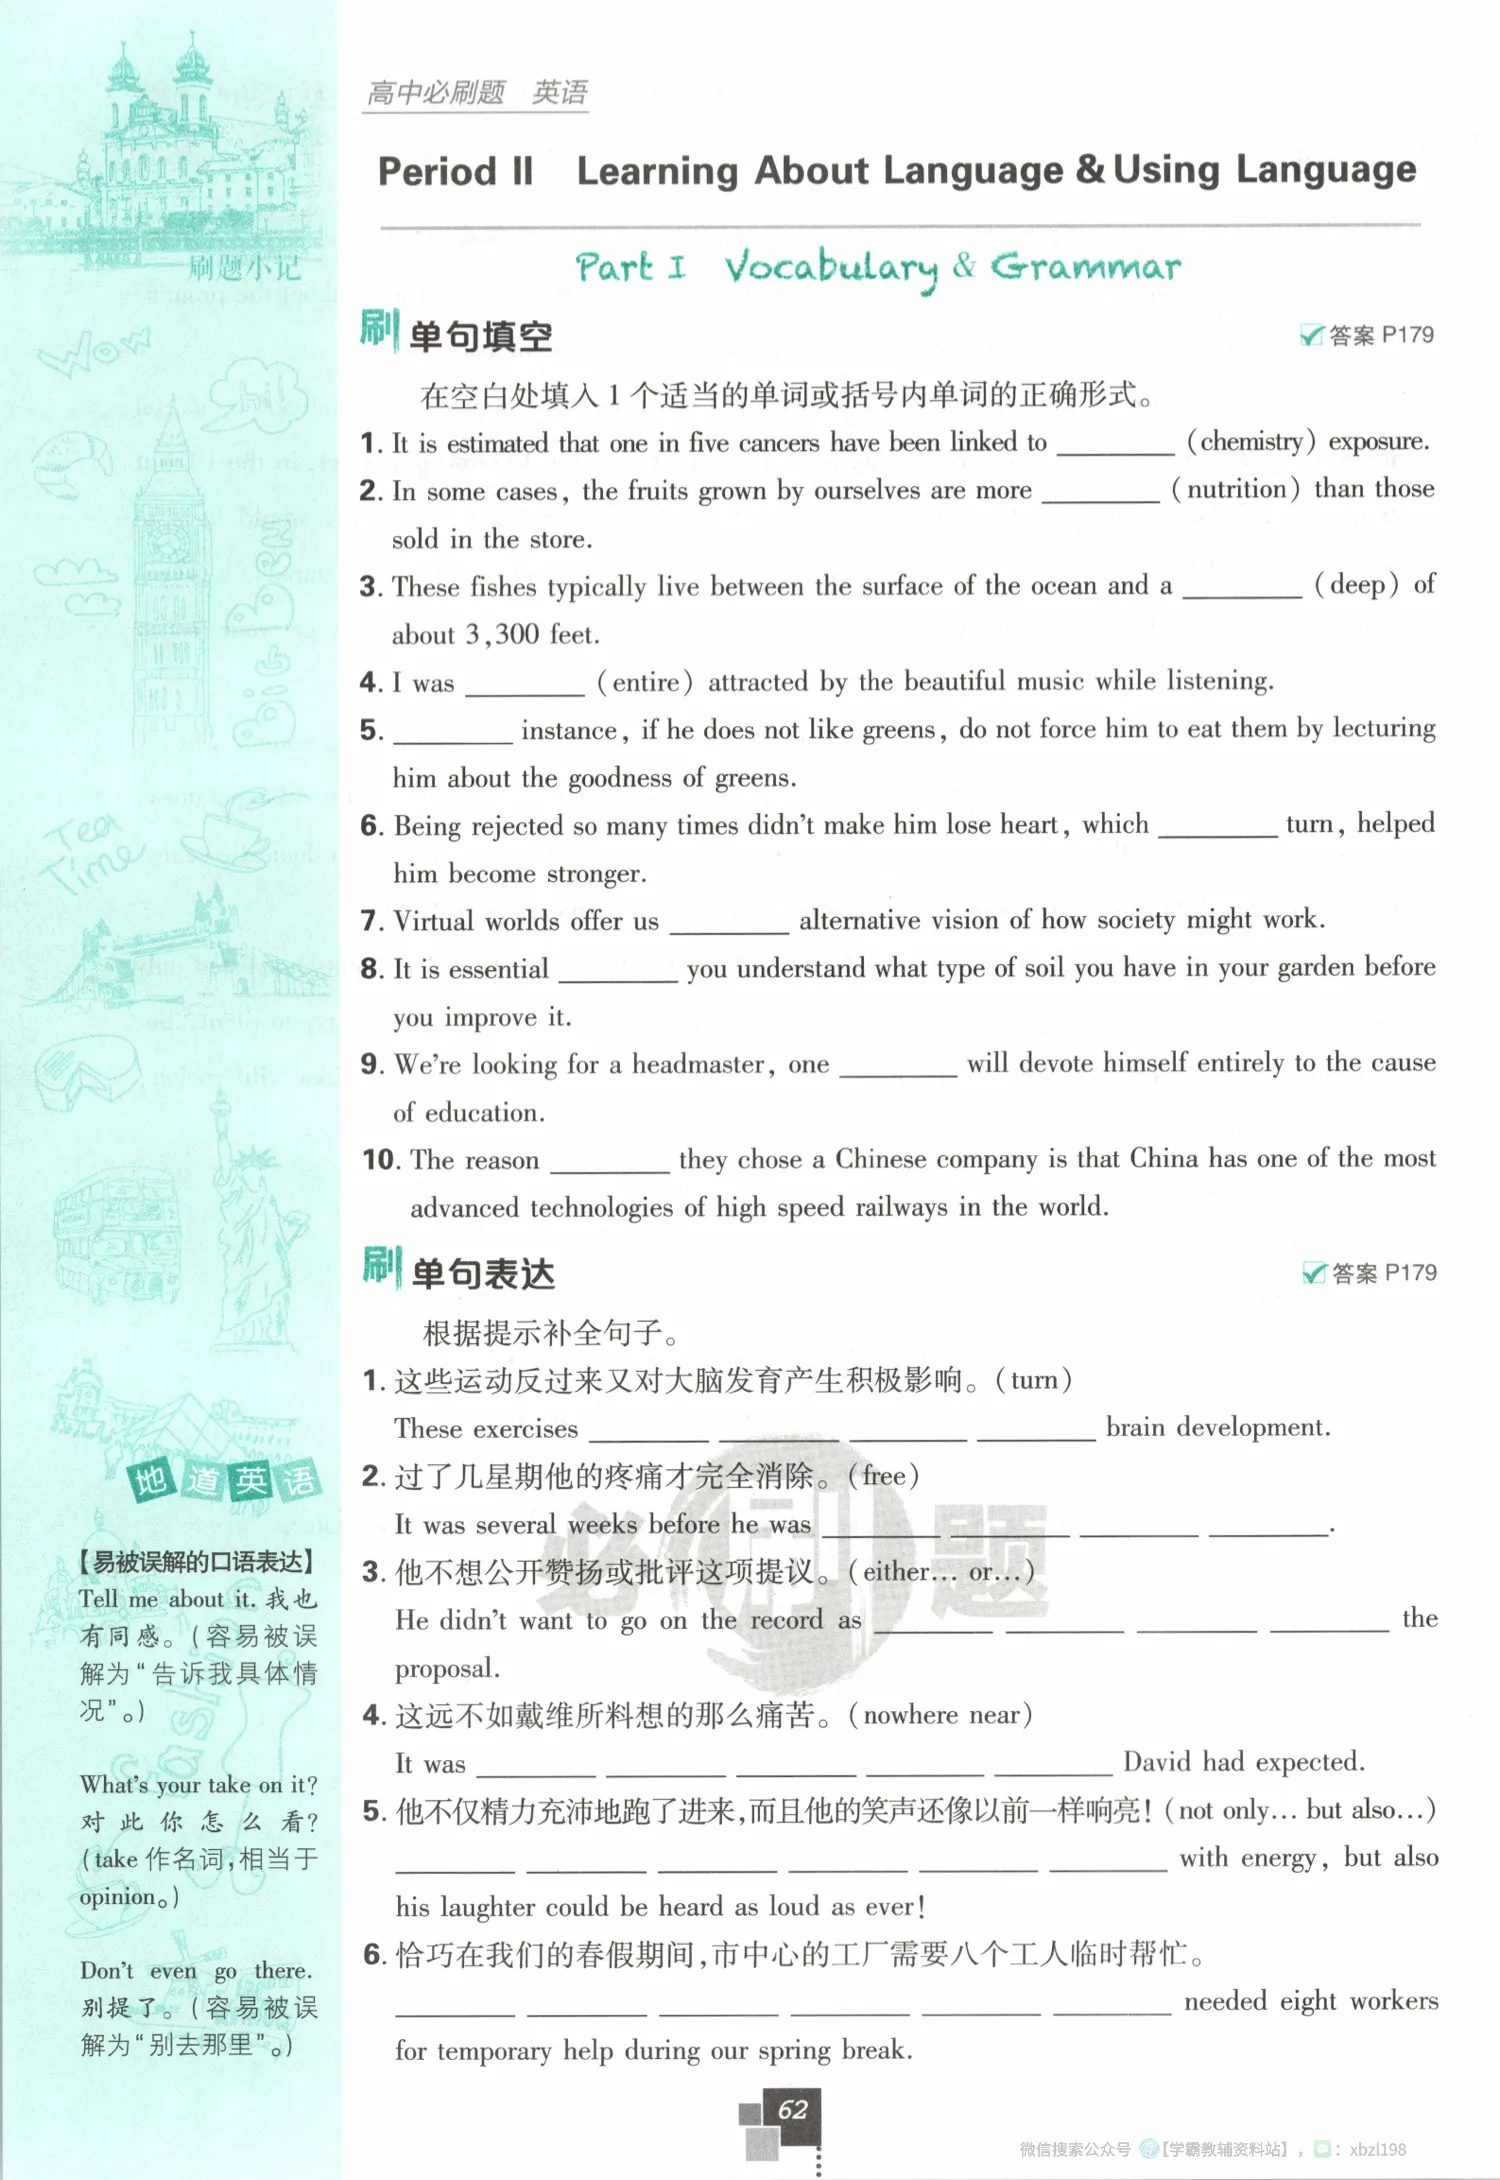 高中必刷题 英语
Period II Learning About Language & Using Language
刷题小记
Part I Vocabulary & Grammar
刷 单句填空
答案 P179
在空白处填入 1 个适当的单词或括号内单词的正确形式。
1. It is estimated that one in five cancers have been linked to ________ (chemistry) exposure.
2. In some cases, the fruits grown by ourselves are more ________ (nutrition) than those
sold in the store.
3. These fishes typically live between the surface of the ocean and a ________ (deep) of
about 3,300 feet.
4. I was ________ (entire) attracted by the beautiful music while listening.
5. ________ instance, if he does not like greens, do not force him to eat them by lecturing
him about the goodness of greens.
6. Being rejected so many times didn't make him lose heart, which ________ turn, helped
him become stronger.
7. Virtual worlds offer us ________ alternative vision of how society might work.
8. It is essential ________ you understand what type of soil you have in your garden before
you improve it.
9. We're looking for a headmaster, one ________ will devote himself entirely to the cause
of education.
10. The reason ________ they chose a Chinese company is that China has one of the most
advanced technologies of high speed railways in the world.
刷 单句表达
答案 P179
根据提示补全句子。
1. 这些运动反过来又对大脑发育产生积极影响。(turn)
These exercises ________ ________ ________ ________ brain development.
2. 过了几星期他的疼痛才完全消除。(free)
It was several weeks before he was ________ ________ ________ ________.
3. 他不想公开赞扬或批评这项提议。(either… or…)
He didn't want to go on the record as ________ ________ ________ ________ the
proposal.
4. 这远不如戴维所料想的那么痛苦。(nowhere near)
It was ________ ________ ________ ________ ________ David had expected.
5. 他不仅精力充沛地跑了进来,而且他的笑声还像以前一样响亮!(not only… but also…)
________ ________ ________ ________ ________ ________ with energy, but also
his laughter could be heard as loud as ever!
6. 恰巧在我们的春假期间,市中心的工厂需要八个工人临时帮忙。
________ ________ ________ ________ ________ ________ needed eight workers
for temporary help during our spring break.
Wow
Hi!
Big Ben
Tea
Time
地道英语
【易被误解的口语表达】
Tell me about it. 我也
有同感。(容易被误
解为“告诉我具体情
况”。)
What's your take on it?
对此你怎么看?
(take 作名词,相当于
opinion。)
Don't even go there.
别提了。(容易被误
解为“别去那里”。)
必刷题
62
微信搜索公众号【学霸教辅资料站】,:xbzl198